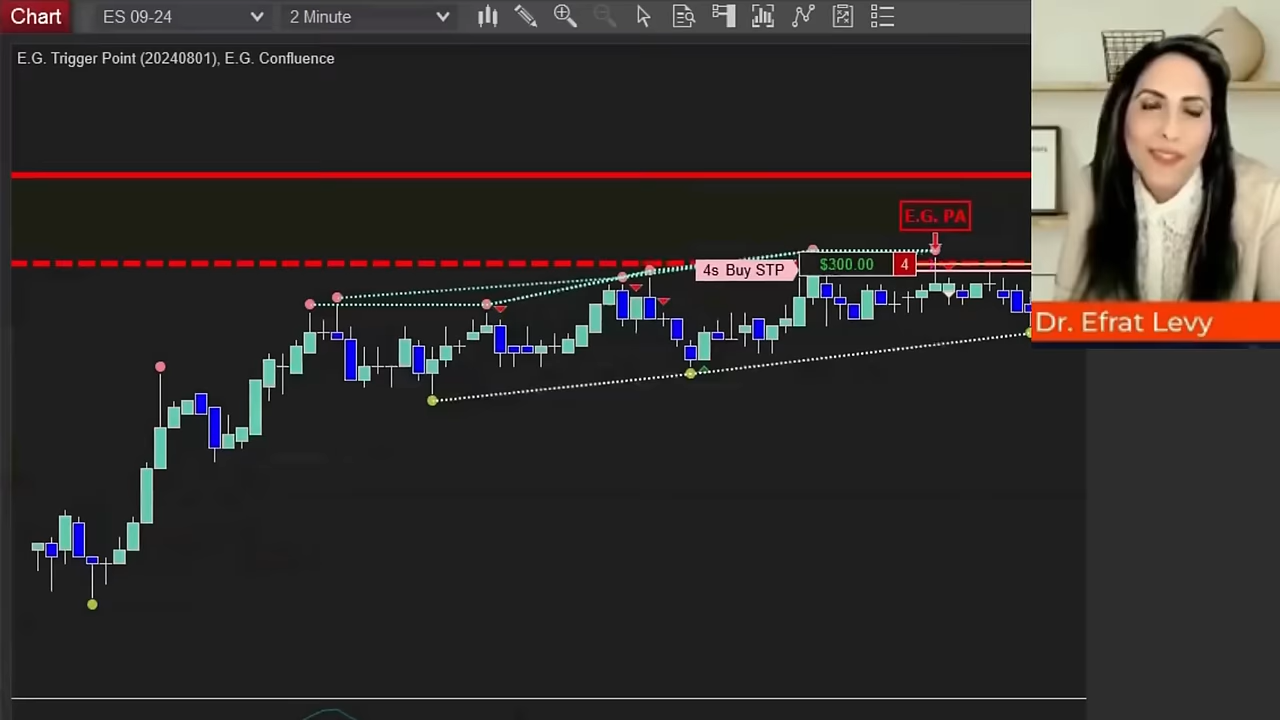 Chart ES 09-24 2 Minute
E.G. Trigger Point (20240801), E.G. Confluence
E.G. PA
4s Buy STP $300.00 4
Dr. Efrat Levy